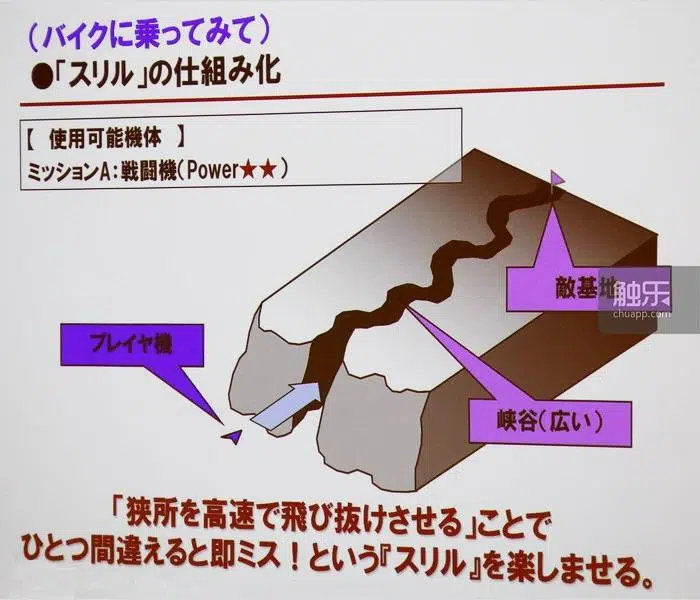 （バイクに乗ってみて）
●「スリル」の仕組み化
【 使用可能機体 】
ミッションA：戦闘機（Power★★）
敵基地
触乐
chuapp.com
プレイヤ機
峡谷（広い）
「狭所を高速で飛び抜けさせる」ことで
ひとつ間違えると即ミス！という『スリル』を楽しませる。